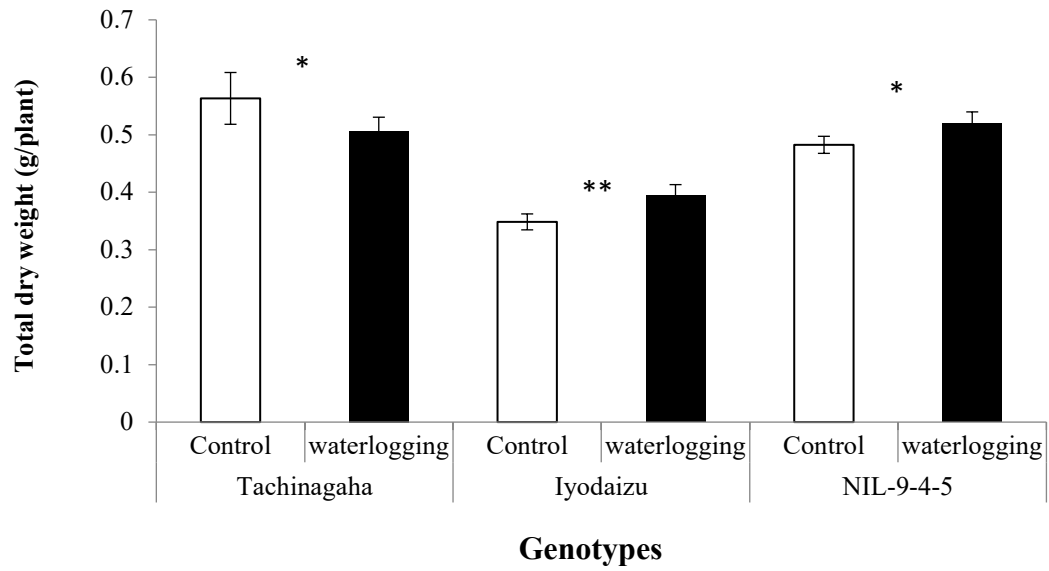 Total dry weight (g/plant)
0.7
0.6
0.5
0.4
0.3
0.2
0.1
0
*
**
*
Control waterlogging Control waterlogging Control waterlogging
Tachinagaha Iyodaizu NIL-9-4-5
Genotypes